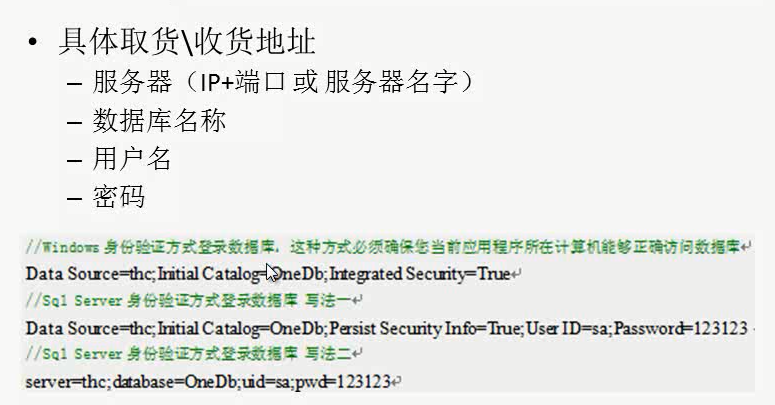 • 具体取货\收货地址
– 服务器（IP+端口 或 服务器名字）
– 数据库名称
– 用户名
– 密码
//Windows 身份验证方式登录数据库，这种方式必须确保您当前应用程序所在计算机能够正确访问数据库↵
Data Source=thc;Initial Catalog=OneDb;Integrated Security=True↵
//Sql Server 身份验证方式登录数据库 写法一↵
Data Source=thc;Initial Catalog=OneDb;Persist Security Info=True;User ID=sa;Password=123123
//Sql Server 身份验证方式登录数据库 写法二↵
server=thc;database=OneDb;uid=sa;pwd=123123↵